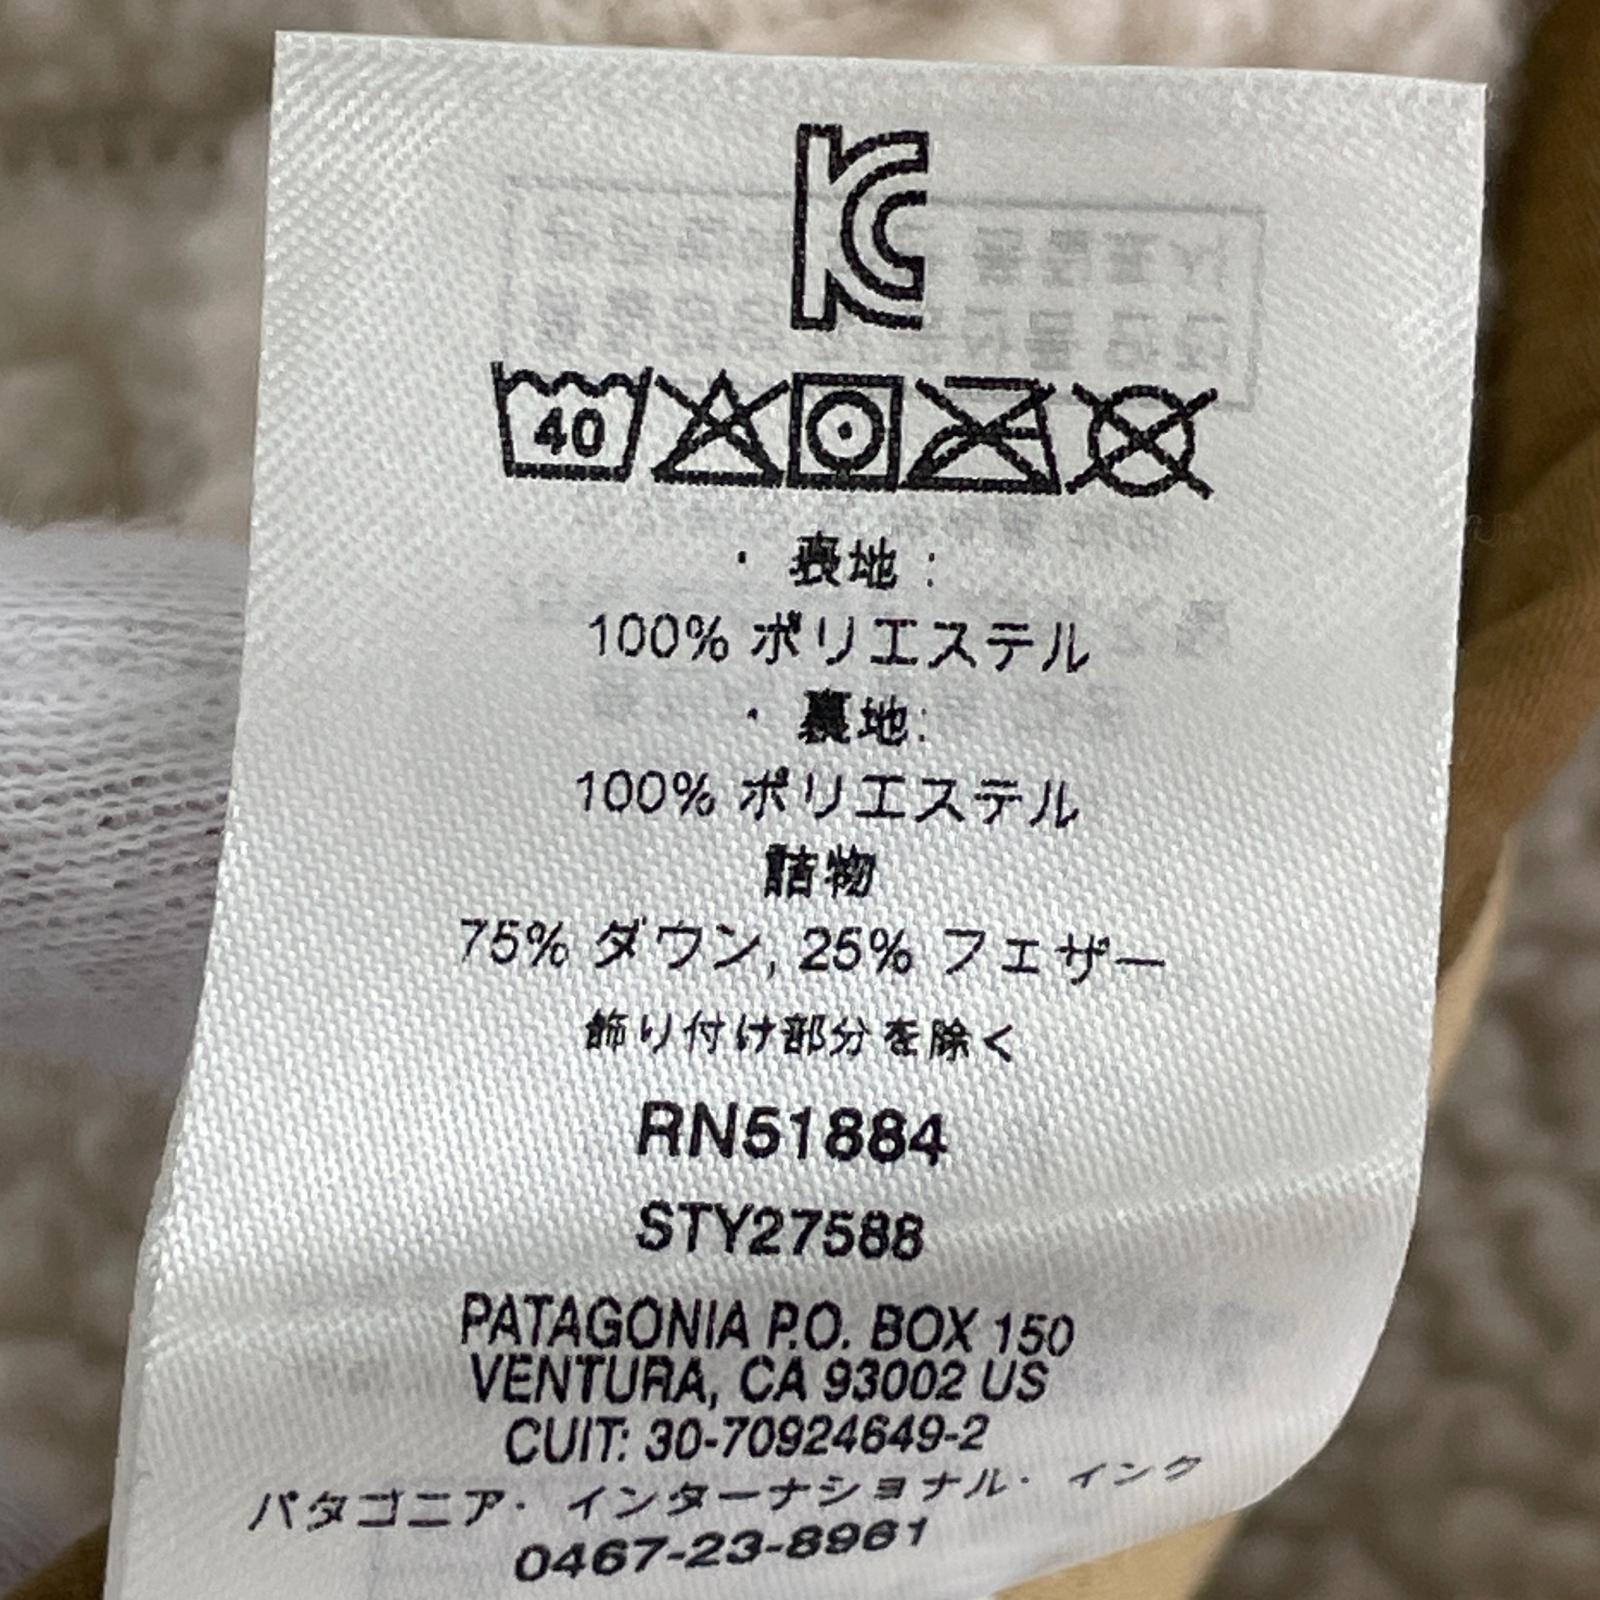 KC
40
・表地：
100% ポリエステル
・裏地:
100% ポリエステル
詰物
75% ダウン, 25% フェザー
飾り付け部分を除く
RN51884
STY27588
PATAGONIA P.O. BOX 150
VENTURA, CA 93002 US
CUIT: 30-70924649-2
パタゴニア・インターナショナル・インク
0467-23-8961